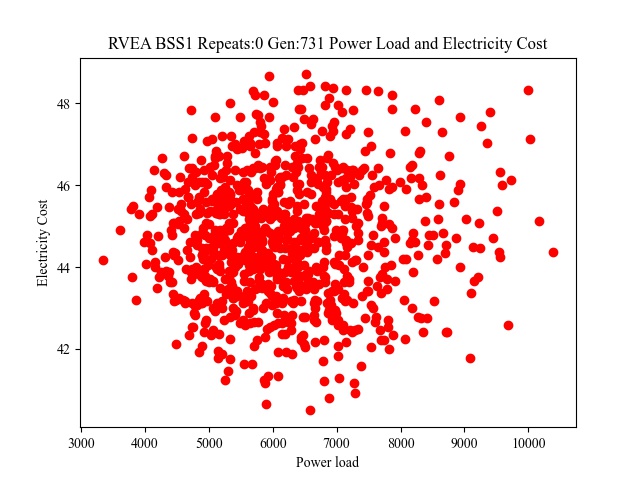 RVEA BSS1 Repeats:0 Gen:731 Power Load and Electricity Cost
48
46
44
42
Electricity Cost
3000 4000 5000 6000 7000 8000 9000 10000
Power load